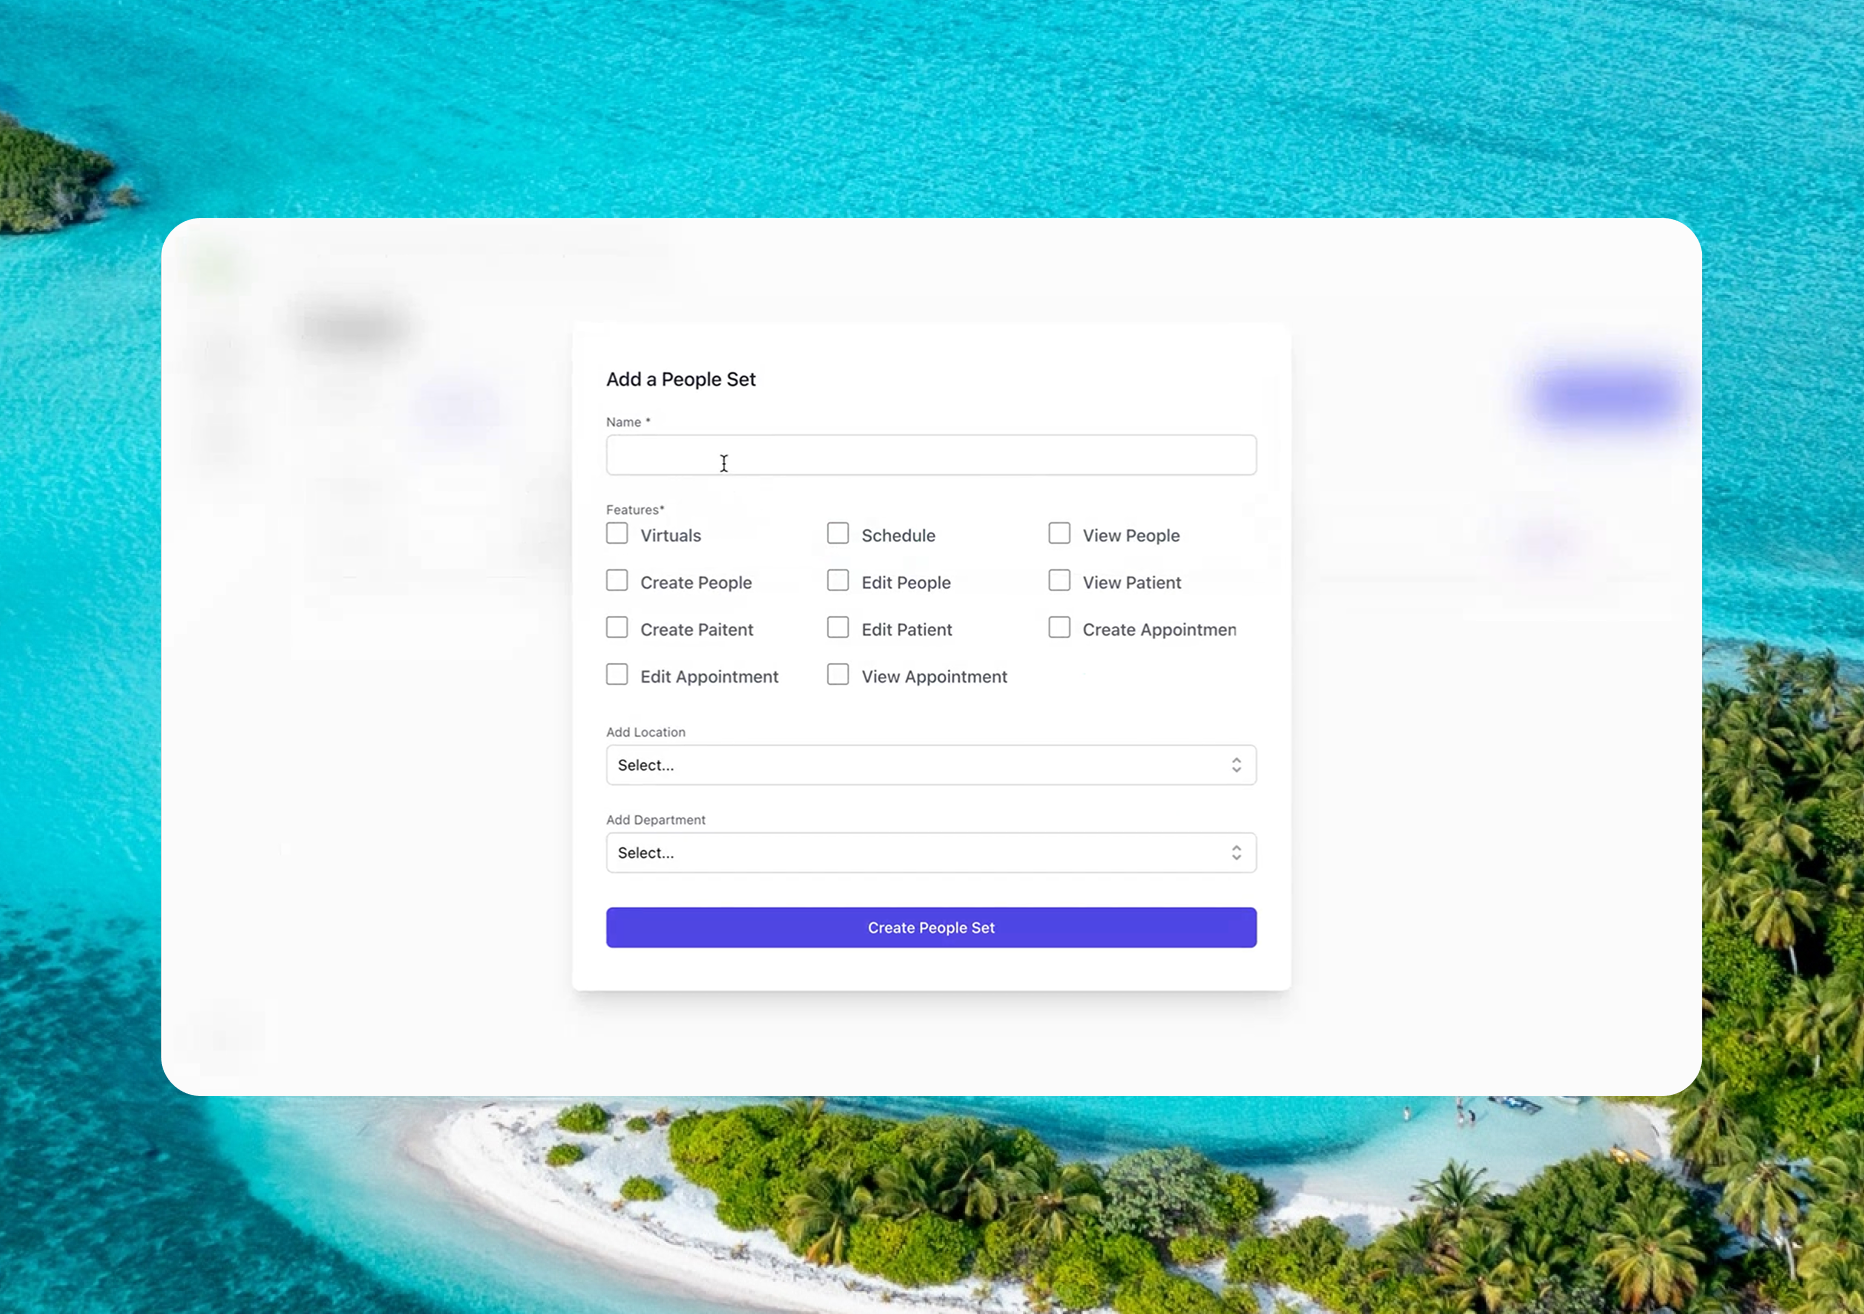 Add a People Set
Name *
Features*
Virtuals
Schedule
View People
Create People
Edit People
View Patient
Create Paitent
Edit Patient
Create Appointmen
Edit Appointment
View Appointment
Add Location
Select...
Add Department
Select...
Create People Set